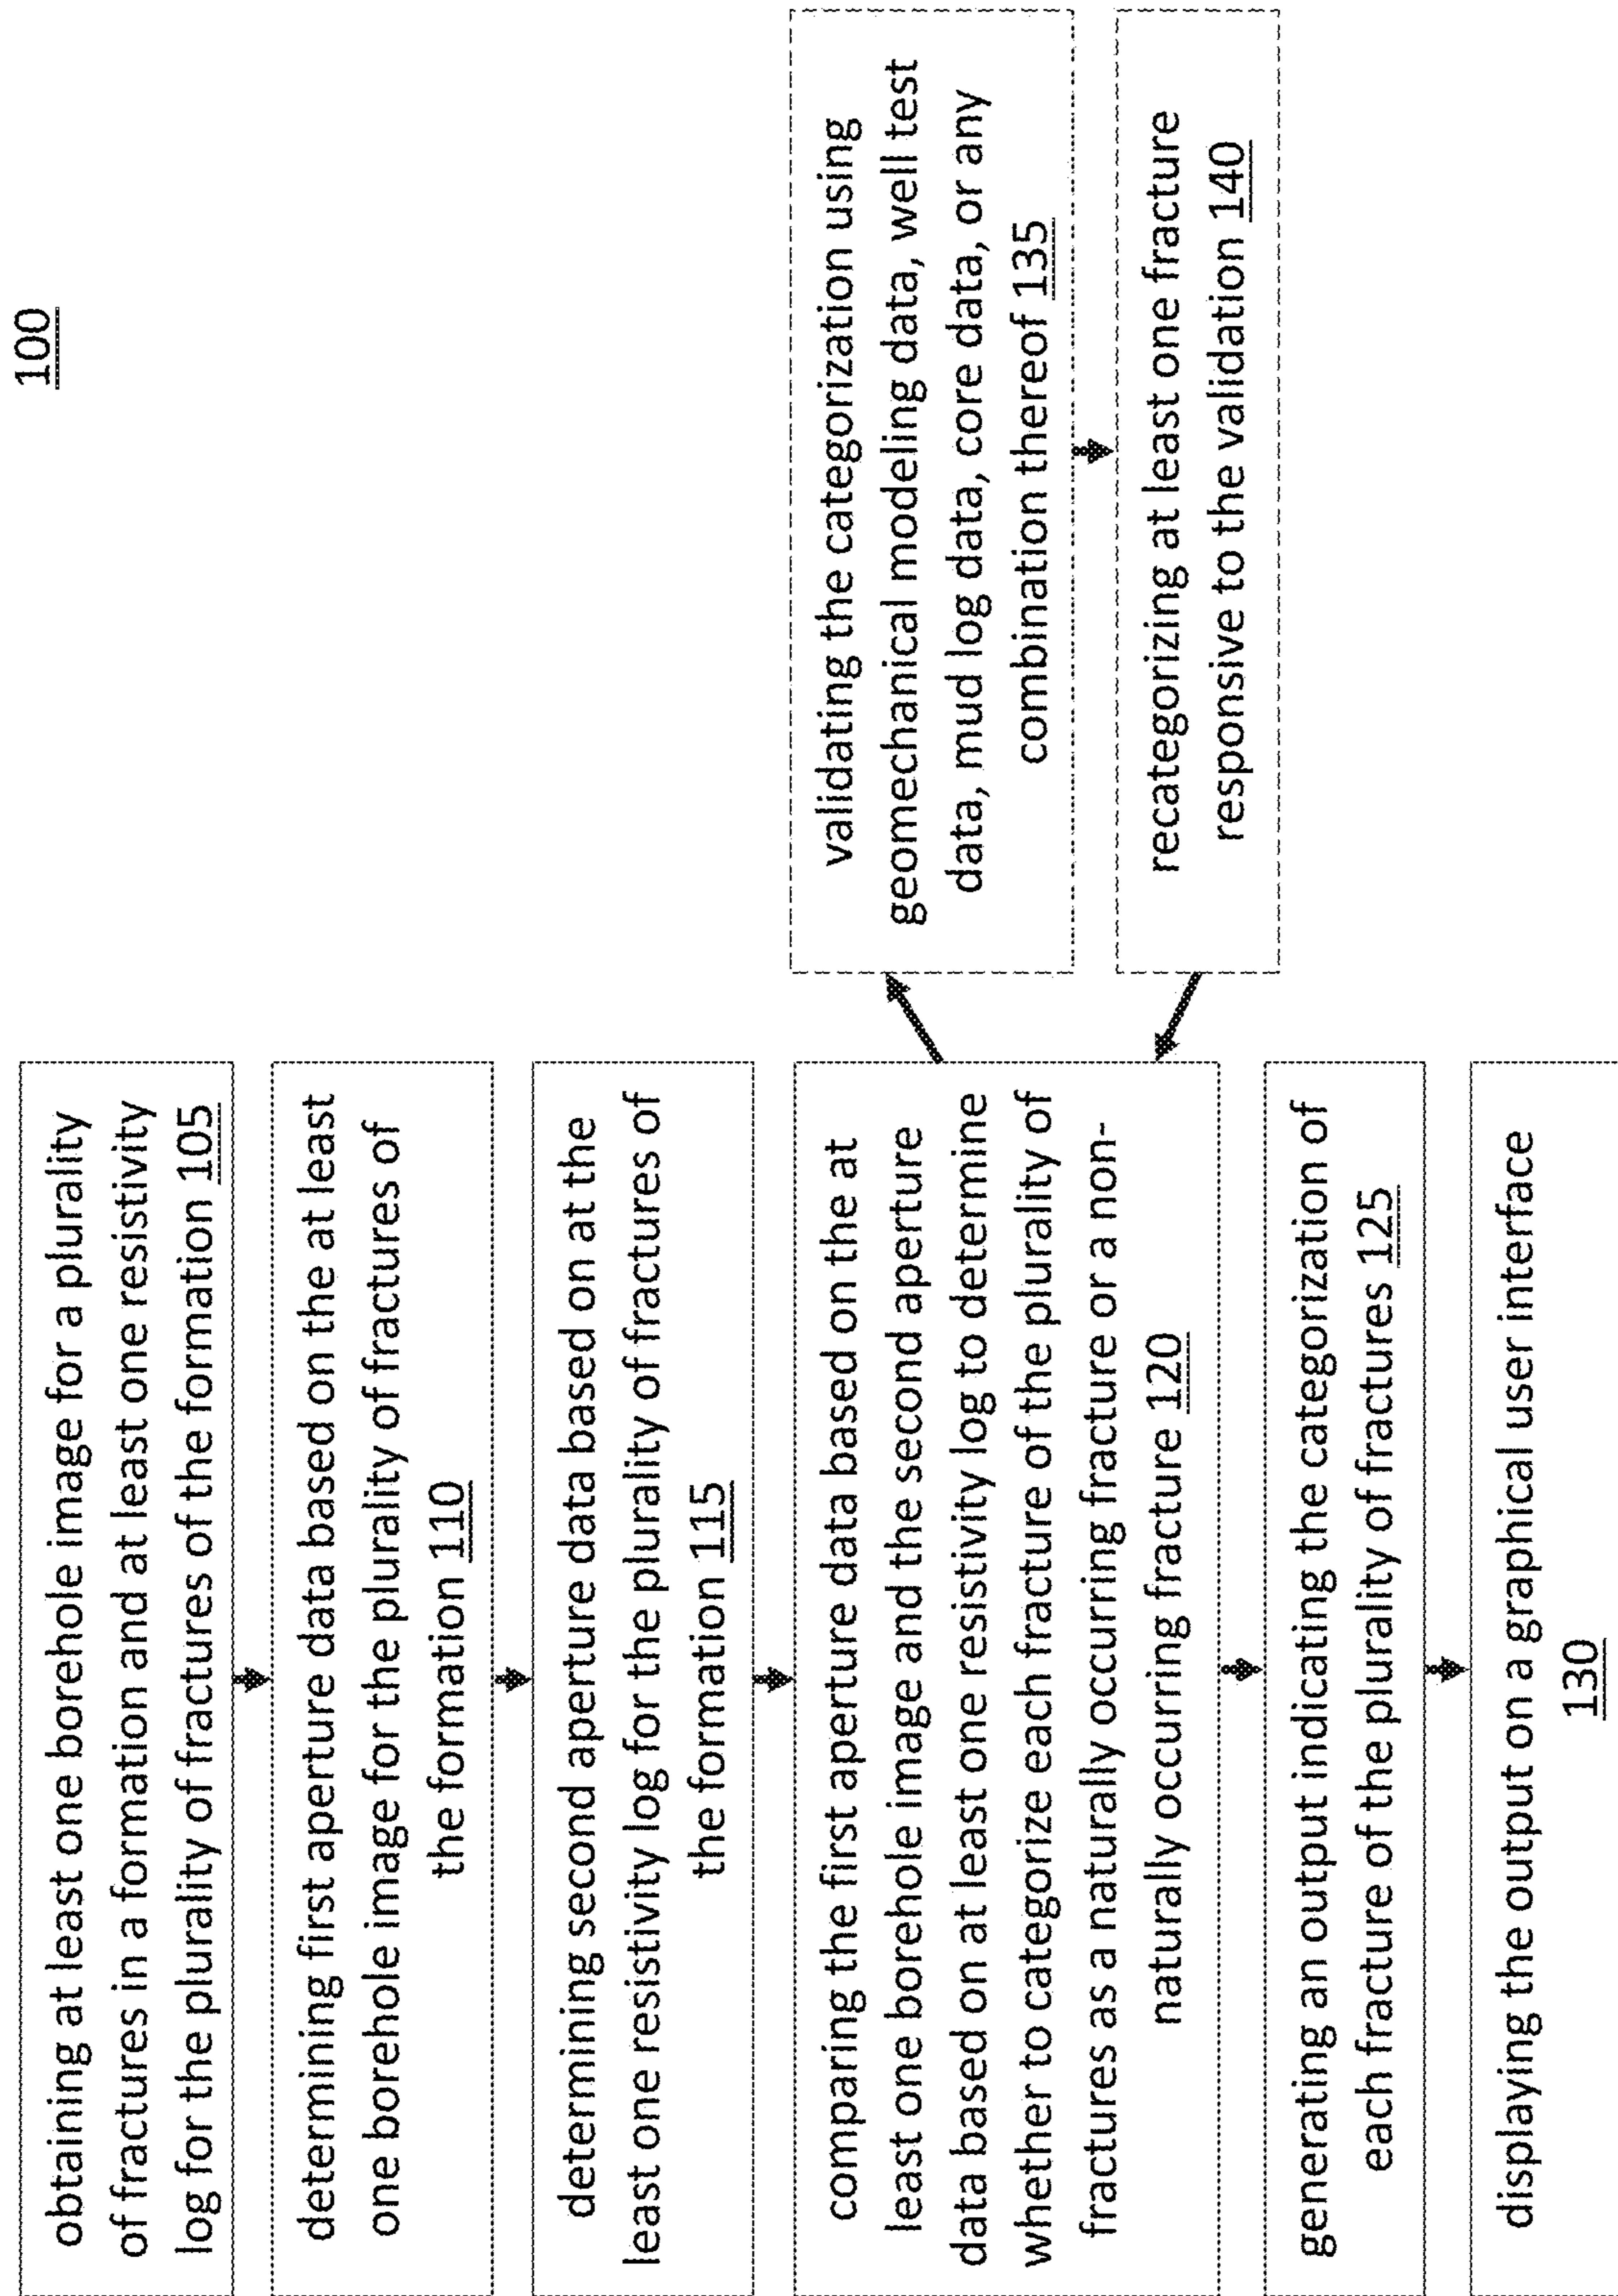 100
obtaining at least one borehole image for a plurality
of fractures in a formation and at least one resistivity
log for the plurality of fractures of the formation 105
determining first aperture data based on the at least
one borehole image for the plurality of fractures of
the formation 110
determining second aperture data based on at the
least one resistivity log for the plurality of fractures of
the formation 115
comparing the first aperture data based on the at
least one borehole image and the second aperture
data based on at least one resistivity log to determine
whether to categorize each fracture of the plurality of
fractures as a naturally occurring fracture or a non-
naturally occurring fracture 120
generating an output indicating the categorization of
each fracture of the plurality of fractures 125
displaying the output on a graphical user interface
130
validating the categorization using
geomechanical modeling data, well test
data, mud log data, core data, or any
combination thereof 135
recategorizing at least one fracture
responsive to the validation 140